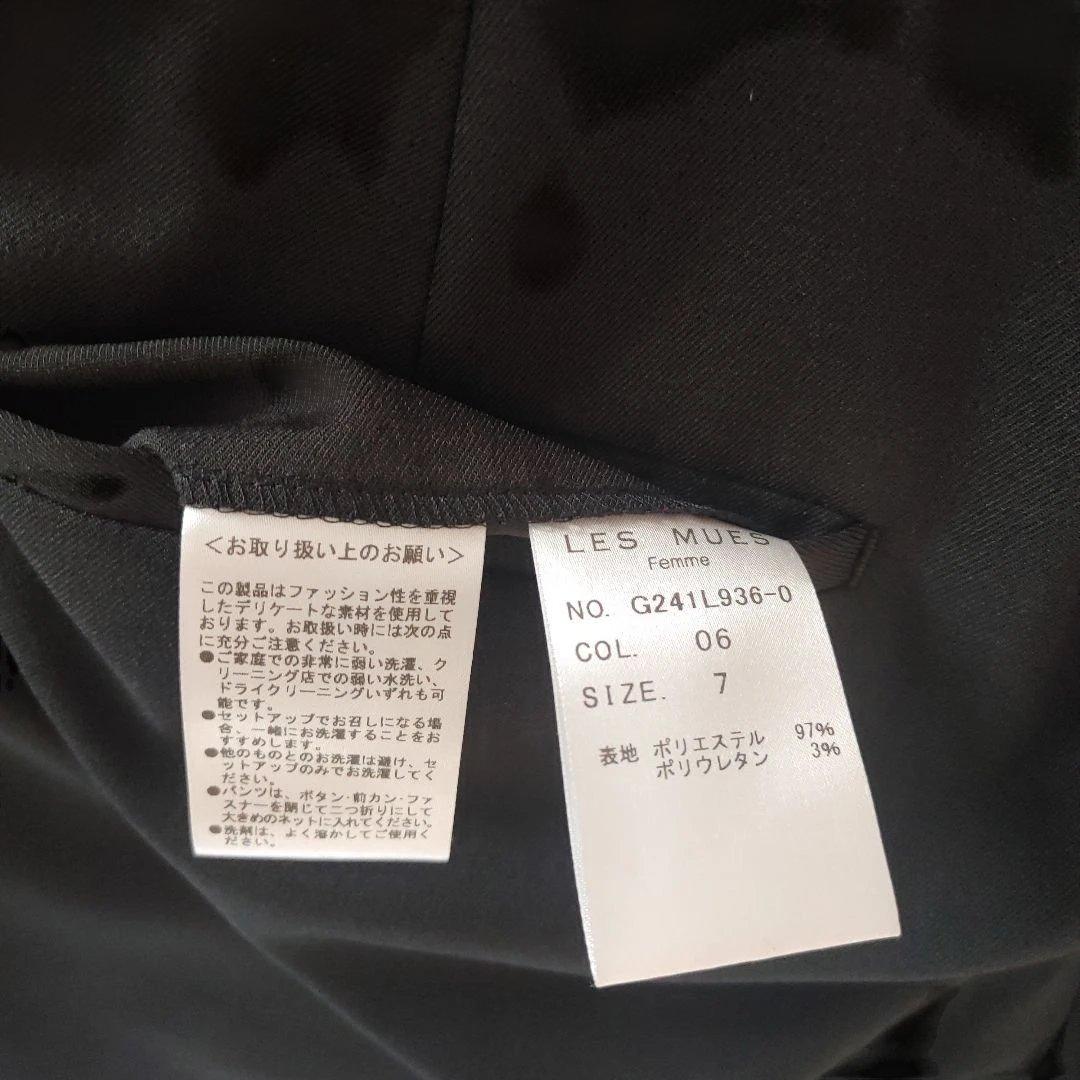 ＜お取り扱い上のお願い＞
この製品はファッション性を重視
したデリケートな素材を使用して
おります。お取扱い時には次の点
に充分ご注意ください。
●ご家庭での非常に弱い洗濯、ク
リーニング店での弱い水洗い、
ドライクリーニングいずれも可
能です。
●セットアップでお召しになる場
合、一緒にお洗濯することをお
すすめします。
●他のものとのお洗濯は避け、セ
ットアップのみでお洗濯してく
ださい。
●パンツは、ボタン・前カン・ファ
スナーを閉じて二つ折りにして
大きめのネットに入れてください。
●洗剤は、よく溶かしてご使用く
ださい。
LES MUES
Femme
NO. G241L936-0
COL. 06
SIZE. 7
表地 ポリエステル 97%
ポリウレタン 3%